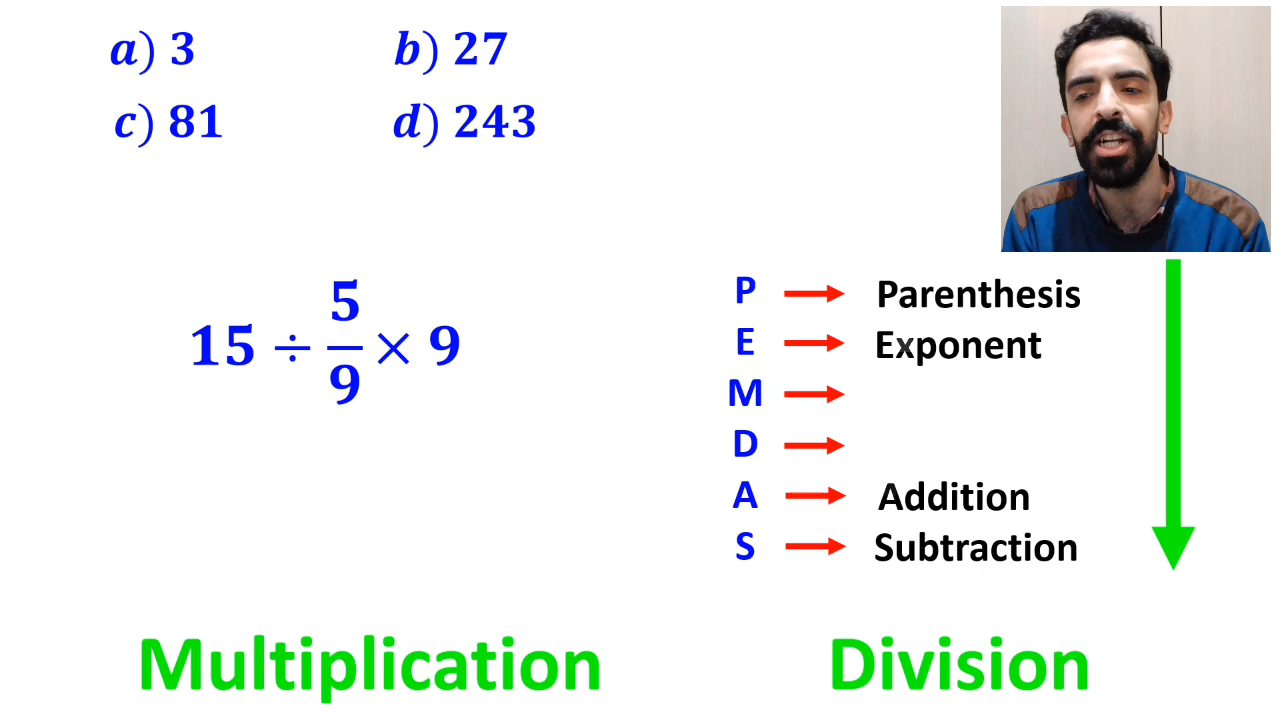 a) 3 b) 27
c) 81 d) 243
15 ÷ 5/9 × 9
P → Parenthesis
E → Exponent
M →
D →
A → Addition
S → Subtraction
Multiplication Division